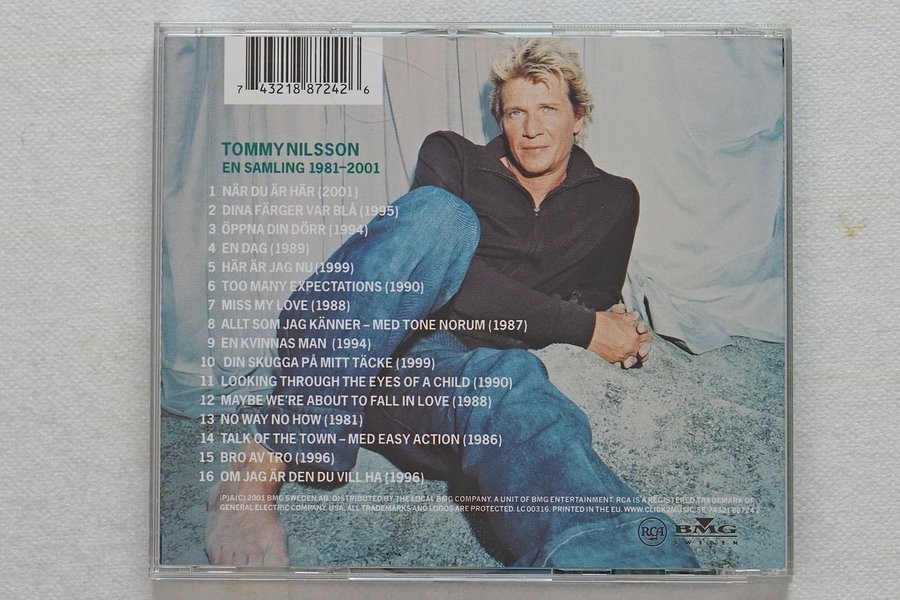 7 43218 87242 6
TOMMY NILSSON
EN SAMLING 1981–2001
1 NÄR DU ÄR HÄR (2001)
2 DINA FÄRGER VAR BLÅ (1995)
3 ÖPPNA DIN DÖRR (1994)
4 EN DAG (1989)
5 HÄR ÄR JAG NU (1999)
6 TOO MANY EXPECTATIONS (1990)
7 MISS MY LOVE (1988)
8 ALLT SOM JAG KÄNNER – MED TONE NORUM (1987)
9 EN KVINNAS MAN (1994)
10 DIN SKUGGA PÅ MITT TÄCKE (1999)
11 LOOKING THROUGH THE EYES OF A CHILD (1990)
12 MAYBE WE'RE ABOUT TO FALL IN LOVE (1988)
13 NO WAY NO HOW (1981)
14 TALK OF THE TOWN – MED EASY ACTION (1986)
15 BRO AV TRO (1996)
16 OM JAG ÄR DEN DU VILL HA (1996)
(P)&(C) 2001 BMG SWEDEN AB. DISTRIBUTED BY THE LOCAL BMG COMPANY. A UNIT OF BMG ENTERTAINMENT. RCA IS A REGISTERED TRADEMARK OF
GENERAL ELECTRIC COMPANY. USA. ALL TRADEMARKS AND LOGOS ARE PROTECTED. LC 00316. PRINTED IN THE EU. WWW.CLICK2MUSIC.SE 74321 88724 2
RCA BMG
SWEDEN